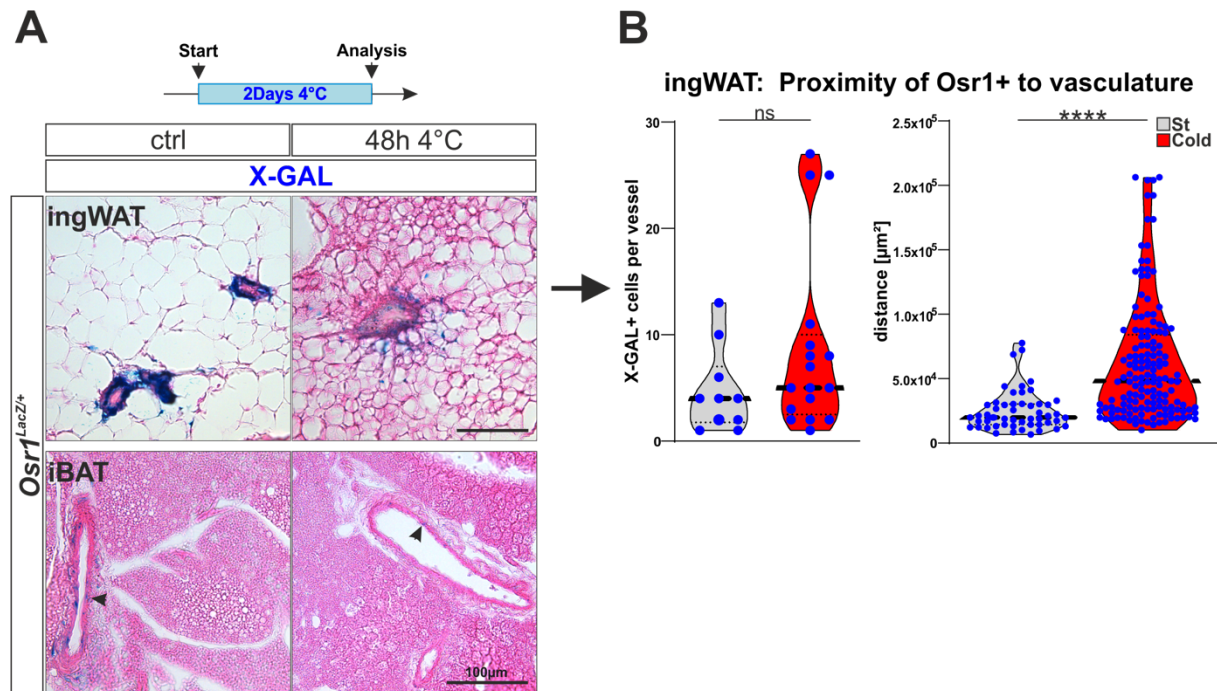 A
Start
Analysis
2Days 4°C
ctrl
48h 4°C
X-GAL
Osr1LacZ/+
ingWAT
iBAT
100µm
B
ingWAT: Proximity of Osr1+ to vasculature
ns
X-GAL+ cells per vessel
30
20
10
0
****
St
Cold
distance [µm²]
2.5x10⁵
2.0x10⁵
1.5x10⁵
1.0x10⁵
5.0x10⁴
0